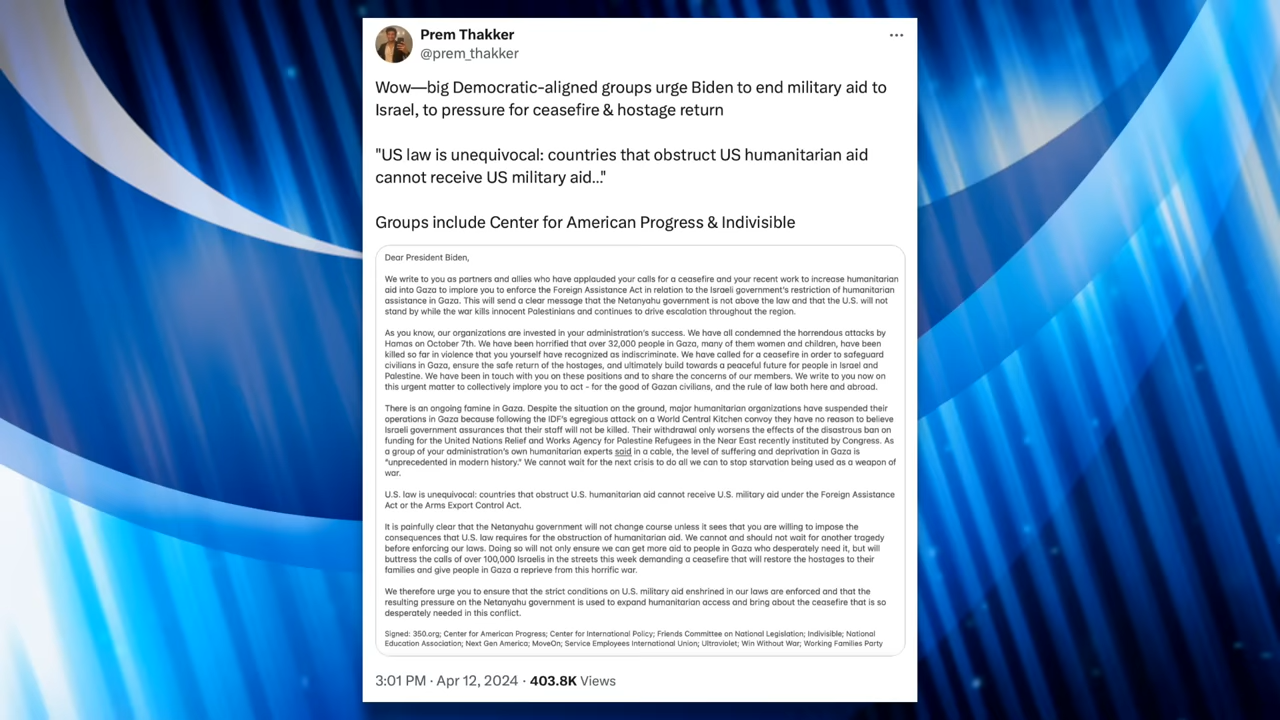 Prem Thakker
@prem_thakker
Wow—big Democratic-aligned groups urge Biden to end military aid to
Israel, to pressure for ceasefire & hostage return
"US law is unequivocal: countries that obstruct US humanitarian aid
cannot receive US military aid..."
Groups include Center for American Progress & Indivisible
Dear President Biden,
We write to you as partners and allies who have applauded your calls for a ceasefire and your recent work to increase humanitarian
aid into Gaza to implore you to enforce the Foreign Assistance Act in relation to the Israeli government's restriction of humanitarian
assistance in Gaza. This will send a clear message that the Netanyahu government is not above the law and that the U.S. will not
stand by while the war kills innocent Palestinians and continues to drive escalation throughout the region.
As you know, our organizations are invested in your administration's success. We have all condemned the horrendous attacks by
Hamas on October 7th. We have been horrified that over 32,000 people in Gaza, many of them women and children, have been
killed so far in violence that you yourself have recognized as indiscriminate. We have called for a ceasefire in order to safeguard
civilians in Gaza, ensure the safe return of the hostages, and ultimately build towards a peaceful future for people in Israel and
Palestine. We have been in touch with you on these positions and to share the concerns of our members. We write to you now on
this urgent matter to collectively implore you to act - for the good of Gazan civilians, and the rule of law both here and abroad.
There is an ongoing famine in Gaza. Despite the situation on the ground, major humanitarian organizations have suspended their
operations in Gaza because following the IDF's egregious attack on a World Central Kitchen convoy they have no reason to believe
Israeli government assurances that their staff will not be killed. Their withdrawal only worsens the effects of the disastrous ban on
funding for the United Nations Relief and Works Agency for Palestine Refugees in the Near East recently instituted by Congress. As
a group of your administration's own humanitarian experts said in a cable, the level of suffering and deprivation in Gaza is
"unprecedented in modern history." We cannot wait for the next crisis to do all we can to stop starvation being used as a weapon of
war.
U.S. law is unequivocal: countries that obstruct U.S. humanitarian aid cannot receive U.S. military aid under the Foreign Assistance
Act or the Arms Export Control Act.
It is painfully clear that the Netanyahu government will not change course unless it sees that you are willing to impose the
consequences that U.S. law requires for the obstruction of humanitarian aid. We cannot and should not wait for another tragedy
before enforcing our laws. Doing so will not only ensure we can get more aid to people in Gaza who desperately need it, but will
buttress the calls of over 100,000 Israelis in the streets this week demanding a ceasefire that will restore the hostages to their
families and give people in Gaza a reprieve from this horrific war.
We therefore urge you to ensure that the strict conditions on U.S. military aid enshrined in our laws are enforced and that the
resulting pressure on the Netanyahu government is used to expand humanitarian access and bring about the ceasefire that is so
desperately needed in this conflict.
Signed: 350.org; Center for American Progress; Center for International Policy; Friends Committee on National Legislation; Indivisible; National
Education Association; Next Gen America; MoveOn; Service Employees International Union; Ultraviolet; Win Without War; Working Families Party
3:01 PM · Apr 12, 2024 · 403.8K Views